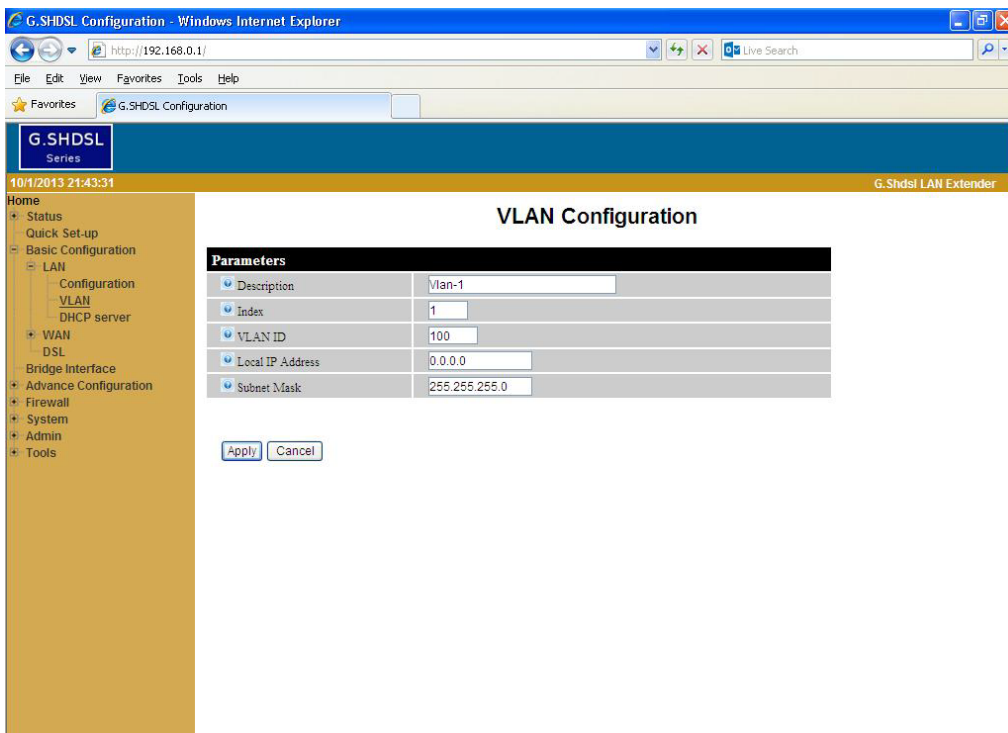 G.SHDSL Configuration - Windows Internet Explorer
http://192.168.0.1/
Live Search
File Edit View Favorites Tools Help
Favorites
G.SHDSL Configuration
G.SHDSL
Series
10/1/2013 21:43:31
G.Shdsl LAN Extender
Home
Status
Quick Set-up
Basic Configuration
LAN
Configuration
VLAN
DHCP server
WAN
DSL
Bridge Interface
Advance Configuration
Firewall
System
Admin
Tools
VLAN Configuration
Parameters
Description Vlan-1
Index 1
VLAN ID 100
Local IP Address 0.0.0.0
Subnet Mask 255.255.255.0
Apply Cancel